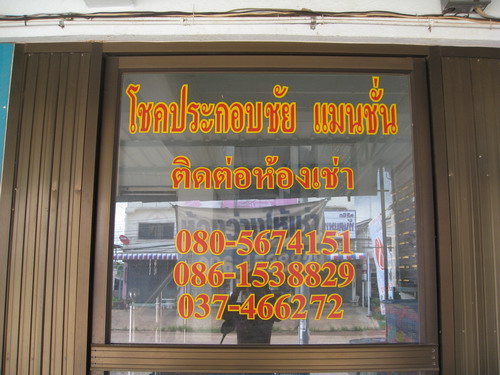 โชคประกอบชัย แมนชั่น
ติดต่อห้องเช่า
080-5674151
086-1538829
037-466272